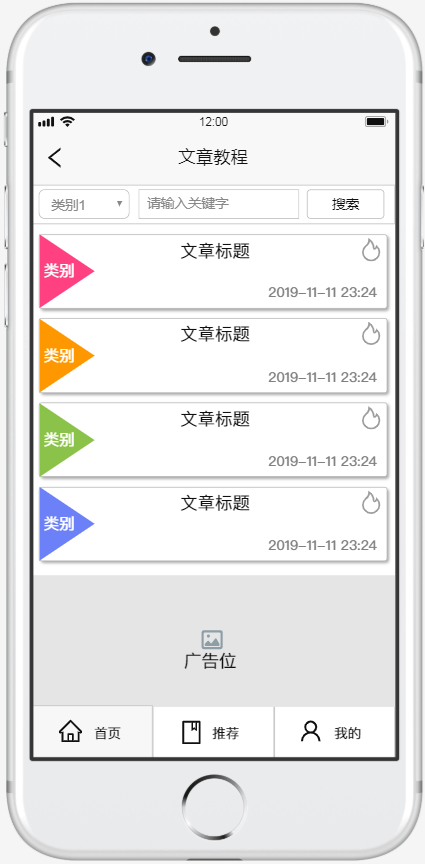 12:00
文章教程
类别1
请输入关键字
搜索
文章标题
类别
2019-11-11 23:24
文章标题
类别
2019-11-11 23:24
文章标题
类别
2019-11-11 23:24
文章标题
类别
2019-11-11 23:24
广告位
首页
推荐
我的